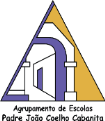 Agrupamento de Escolas
Padre João Coelho Cabanita